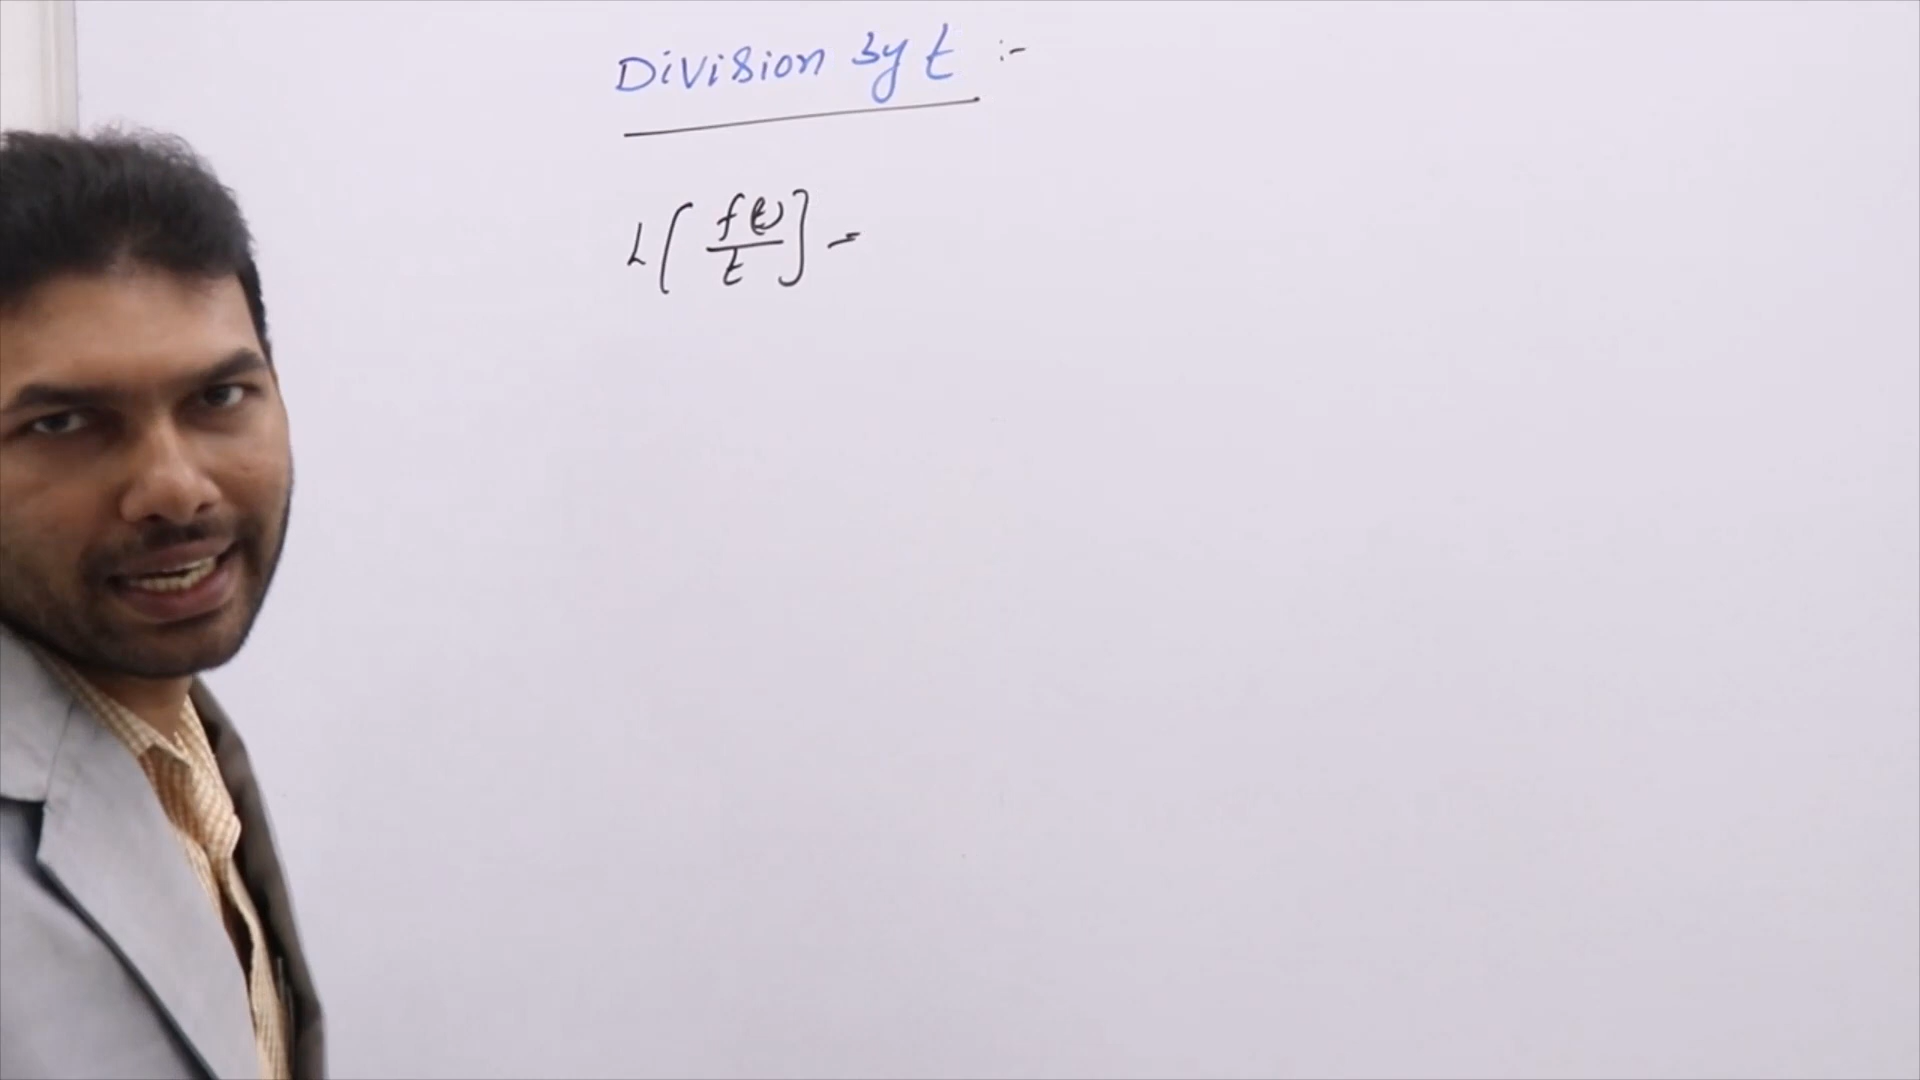 Division by t :-
L[f(t)/t] =